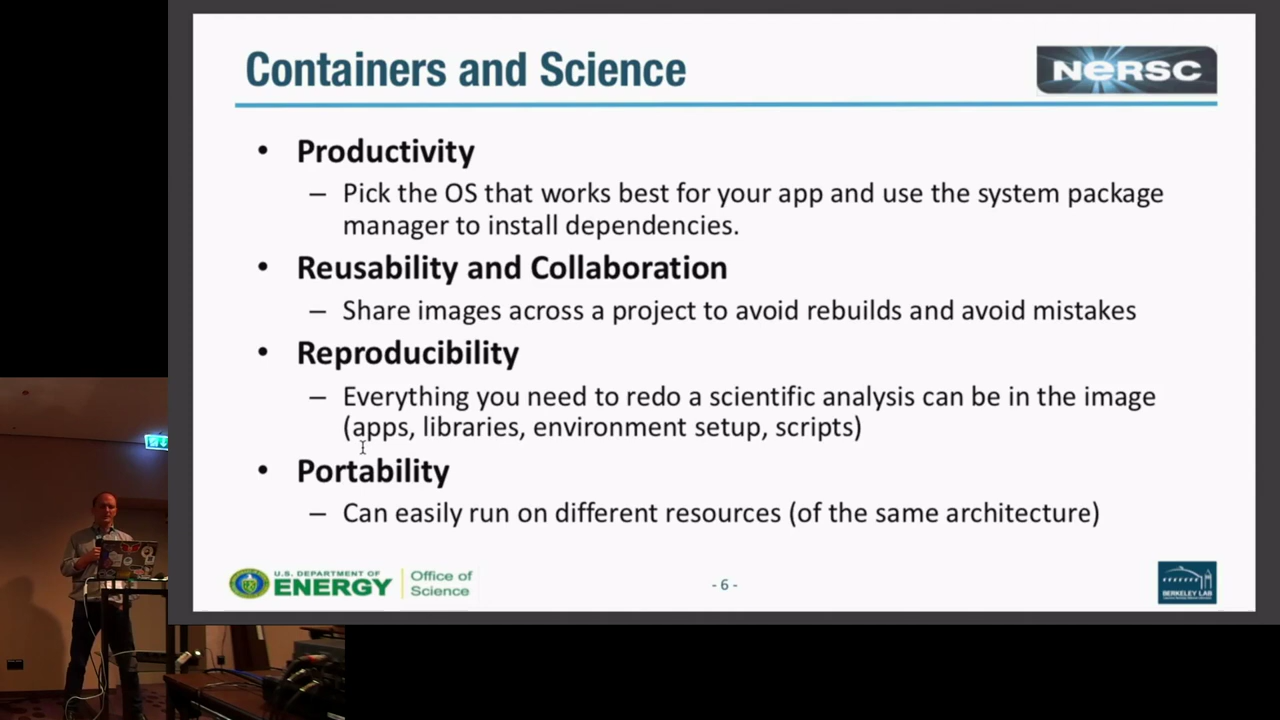 Containers and Science
NERSC
• Productivity
– Pick the OS that works best for your app and use the system package
manager to install dependencies.
• Reusability and Collaboration
– Share images across a project to avoid rebuilds and avoid mistakes
• Reproducibility
– Everything you need to redo a scientific analysis can be in the image
(apps, libraries, environment setup, scripts)
• Portability
– Can easily run on different resources (of the same architecture)
U.S. DEPARTMENT OF
ENERGY
Office of
Science
- 6 -
BERKELEY LAB